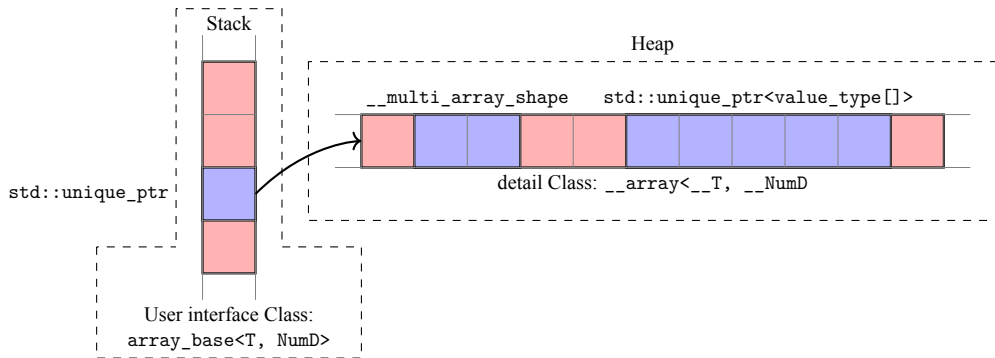 Stack
Heap
__multi_array_shape
std::unique_ptr<value_type[]>
std::unique_ptr
detail Class: __array<__T, __NumD
User interface Class:
array_base<T, NumD>